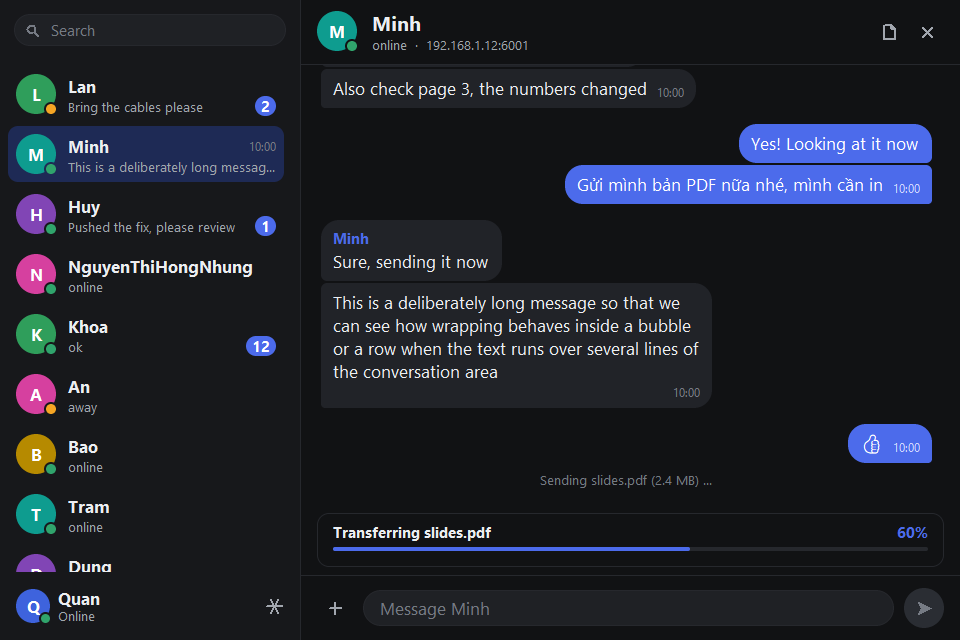 Search
L
Lan
Bring the cables please
2
M
Minh
10:00
This is a deliberately long messag...
H
Huy
Pushed the fix, please review
1
N
NguyenThiHongNhung
online
K
Khoa
ok
12
A
An
away
B
Bao
online
T
Tram
online
D
Dung
Q
Quan
Online
M
Minh
online · 192.168.1.12:6001
Also check page 3, the numbers changed 10:00
Yes! Looking at it now
Gửi mình bản PDF nữa nhé, mình cần in 10:00
Minh
Sure, sending it now
This is a deliberately long message so that we
can see how wrapping behaves inside a bubble
or a row when the text runs over several lines of
the conversation area
10:00
10:00
Sending slides.pdf (2.4 MB) ...
Transferring slides.pdf 60%
Message Minh